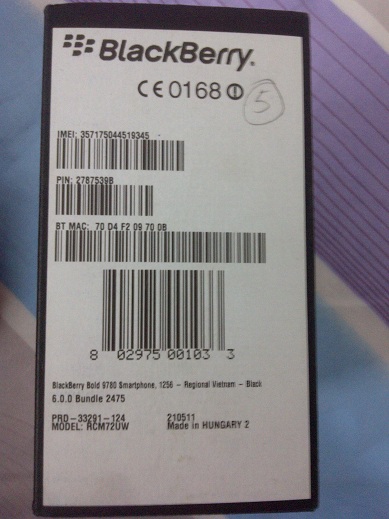 BlackBerry
CE0168
5
IMEI: 357175044519345
PIN: 2787539B
BT MAC: 70 D4 F2 09 70 0B
8 02975 00103 3
BlackBerry Bold 9780 Smartphone, 1256 - Regional Vietnam - Black
6.0.0 Bundle 2475
PRD-33291-124 210511
MODEL: RCM72UW Made in HUNGARY 2